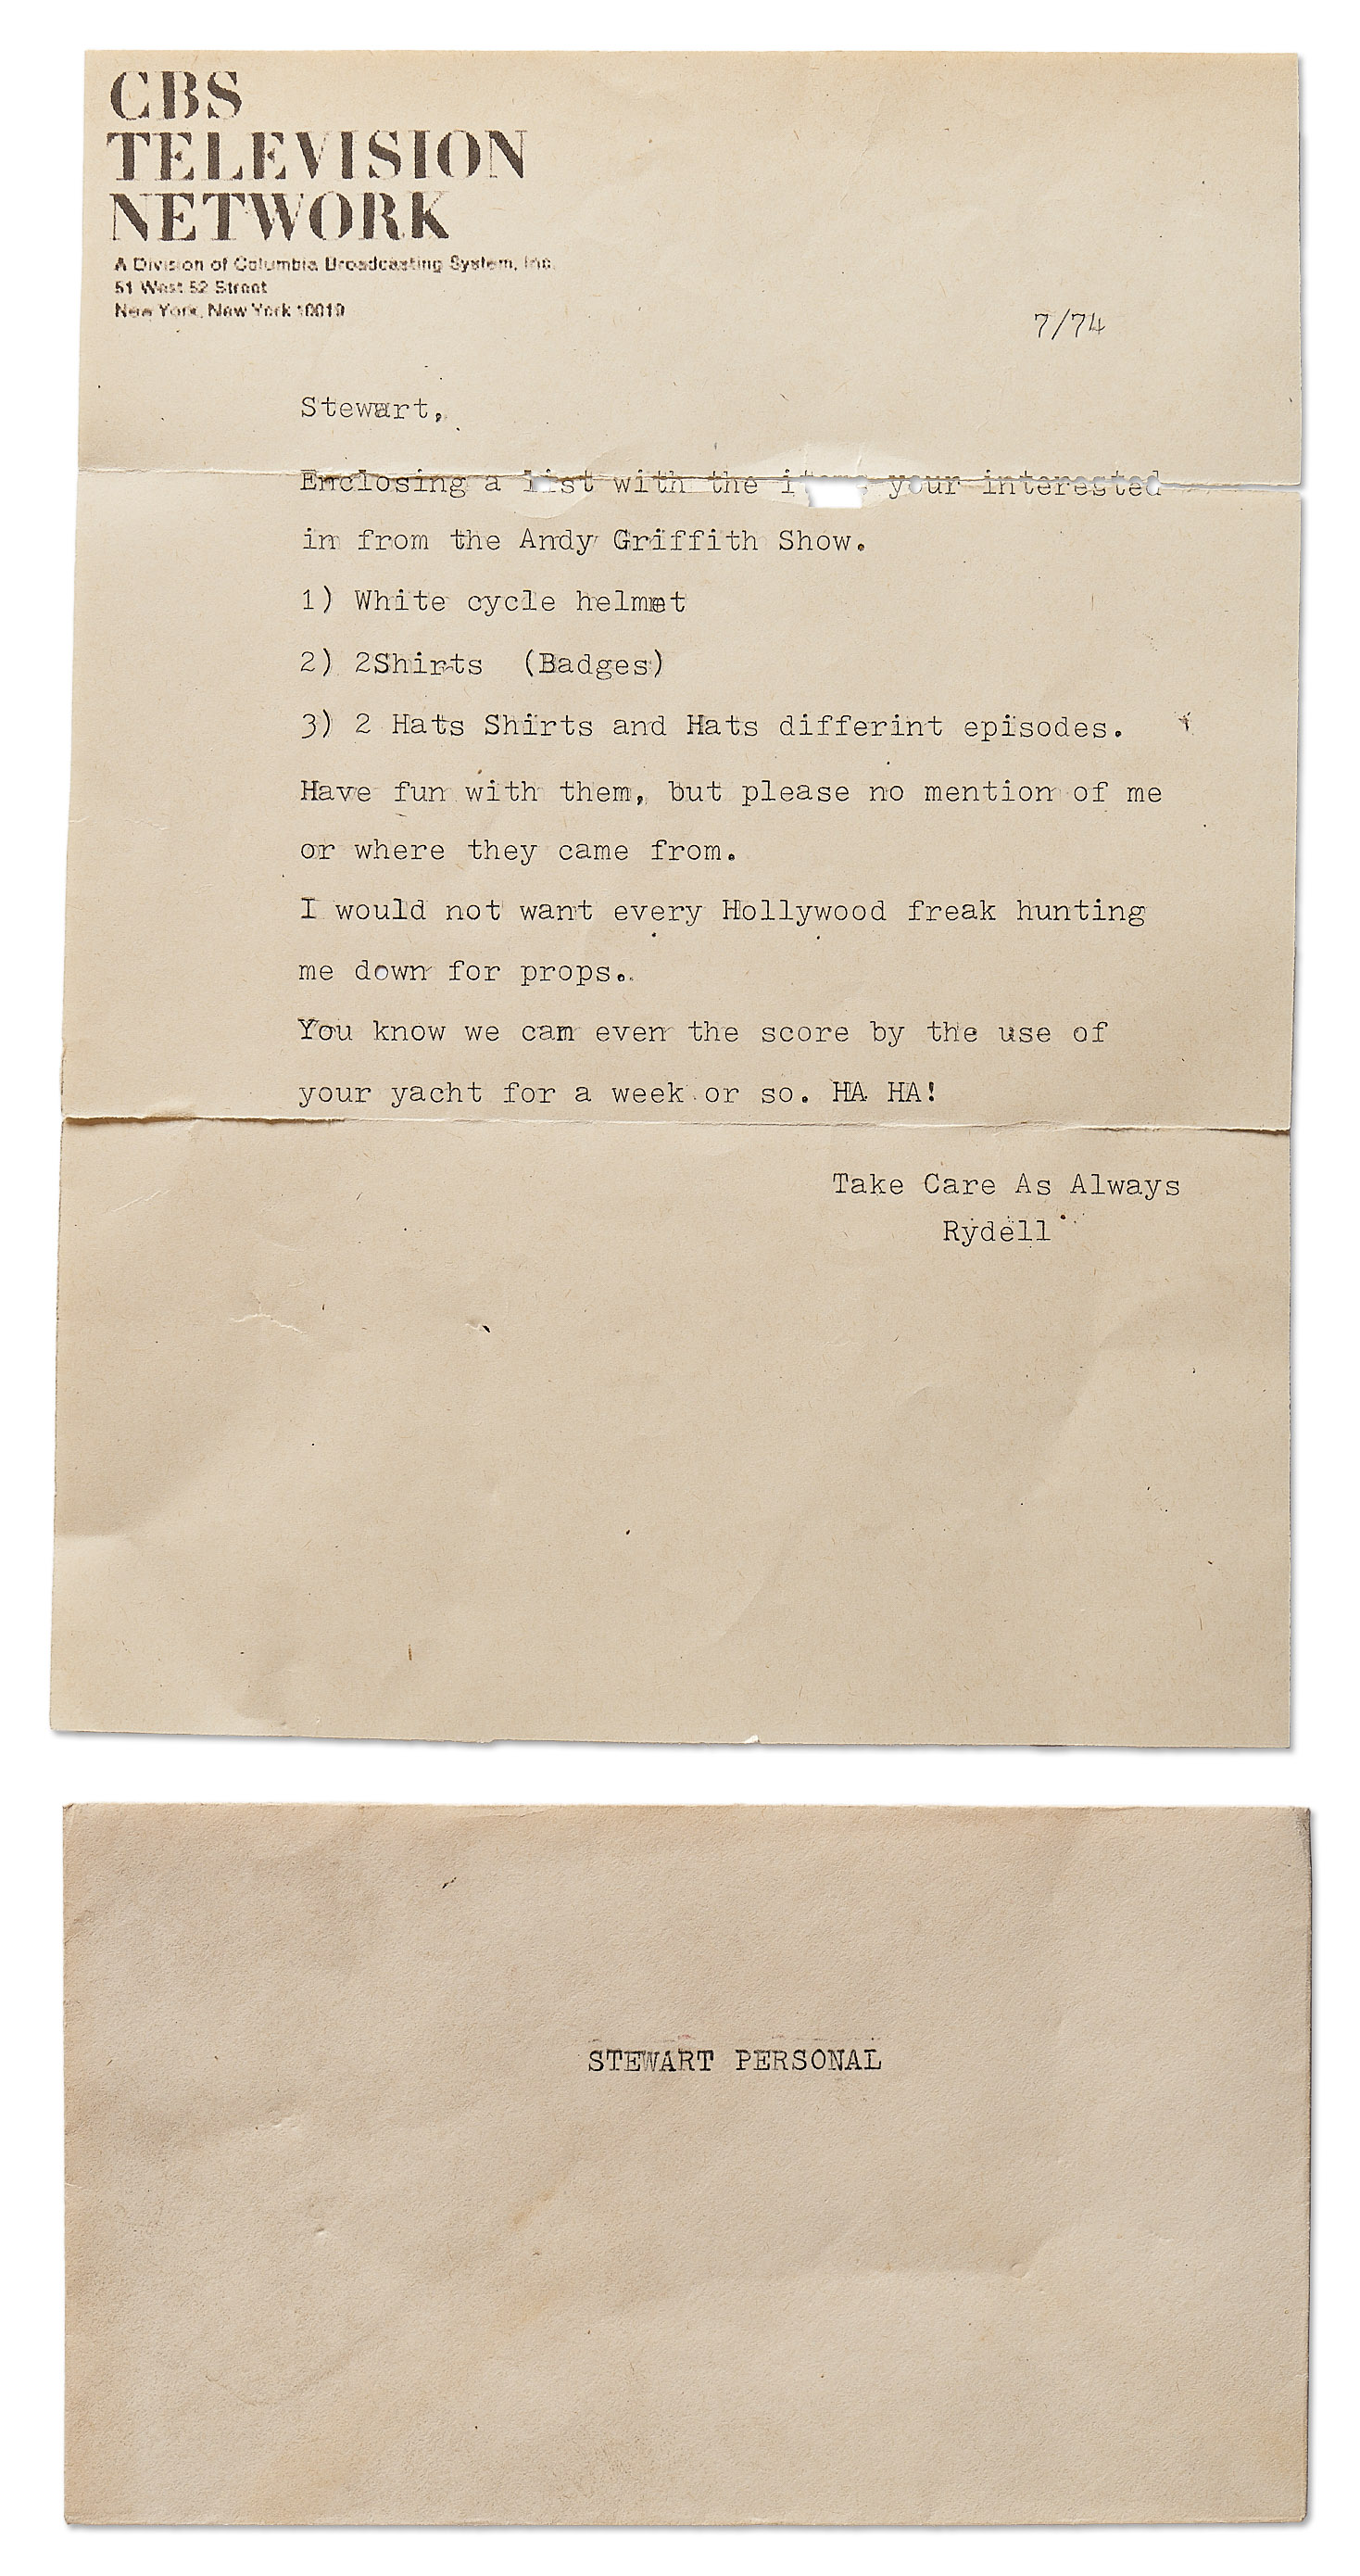 CBS
TELEVISION
NETWORK
A Division of Columbia Broadcasting System, Inc.
51 West 52 Street
New York, New York 10019
7/74
Stewart,
Enclosing a list with the items your interested
in from the Andy Griffith Show.
1) White cycle helmet
2) 2Shirts (Badges)
3) 2 Hats Shirts and Hats differint episodes.
Have fun with them, but please no mention of me
or where they came from.
I would not want every Hollywood freak hunting
me down for props.
You know we can even the score by the use of
your yacht for a week or so. HA HA!
Take Care As Always
Rydell
STEWART PERSONAL